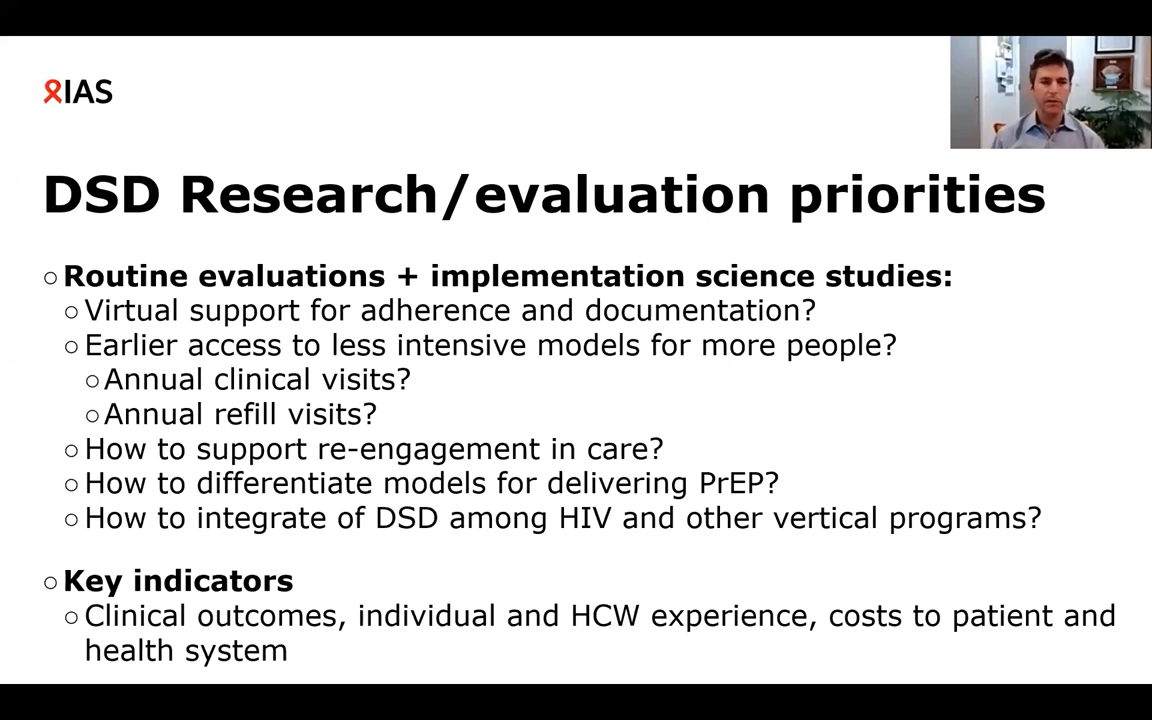 IAS
DSD Research/evaluation priorities
○Routine evaluations + implementation science studies:
○Virtual support for adherence and documentation?
○Earlier access to less intensive models for more people?
○Annual clinical visits?
○Annual refill visits?
○How to support re-engagement in care?
○How to differentiate models for delivering PrEP?
○How to integrate of DSD among HIV and other vertical programs?
○Key indicators
○Clinical outcomes, individual and HCW experience, costs to patient and
health system